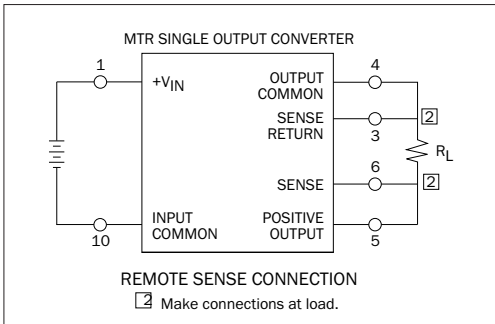 MTR SINGLE OUTPUT CONVERTER
1
4
+VIN
OUTPUT
COMMON
2
SENSE
RETURN
3
RL
6
SENSE
2
INPUT
COMMON
POSITIVE
OUTPUT
10
5
REMOTE SENSE CONNECTION
2 Make connections at load.